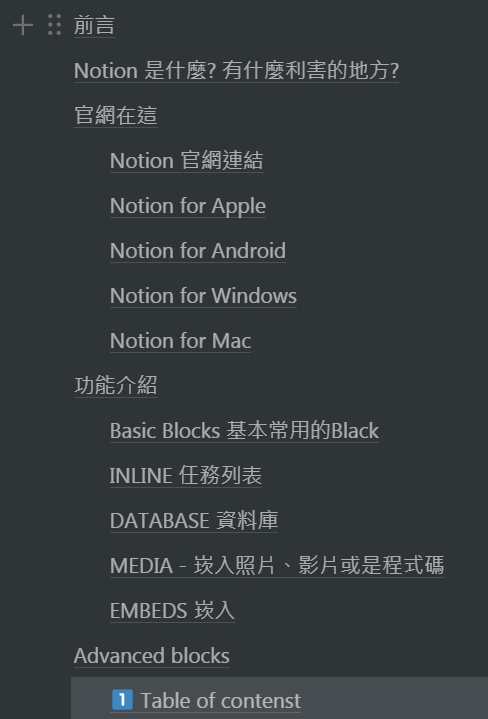 前言
Notion 是什麼? 有什麼利害的地方?
官網在這
Notion 官網連結
Notion for Apple
Notion for Android
Notion for Windows
Notion for Mac
功能介紹
Basic Blocks 基本常用的Black
INLINE 任務列表
DATABASE 資料庫
MEDIA - 崁入照片、影片或是程式碼
EMBEDS 崁入
Advanced blocks
1️⃣ Table of contenst